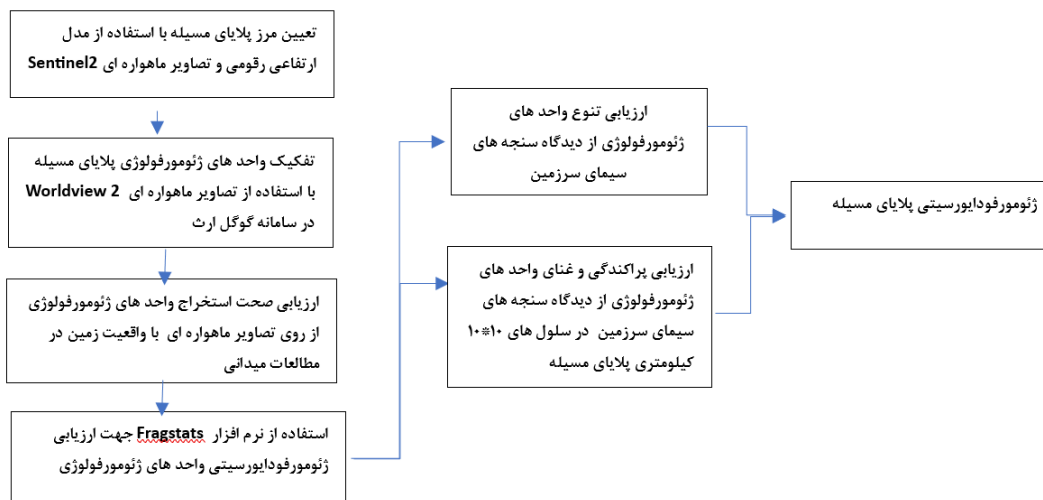 تعیین مرز پلایای مسیله با استفاده از مدل
ارتفاعی رقومی و تصاویر ماهواره ای Sentinel2
تفکیک واحد های ژئومورفولوژی پلایای مسیله
با استفاده از تصاویر ماهواره ای Worldview 2
در سامانه گوگل ارث
ارزیابی صحت استخراج واحد های ژئومورفولوژی
از روی تصاویر ماهواره ای با واقعیت زمین در
مطالعات میدانی
استفاده از نرم افزار Fragstats جهت ارزیابی
ژئومورفودایورسیتی واحد های ژئومورفولوژی
ارزیابی تنوع واحد های
ژئومورفولوژی از دیدگاه سنجه های
سیمای سرزمین
ارزیابی پراکندگی و غنای واحد های
ژئومورفولوژی از دیدگاه سنجه های
سیمای سرزمین در سلول های ۱۰*۱۰
کیلومتری پلایای مسیله
ژئومورفودایورسیتی پلایای مسیله